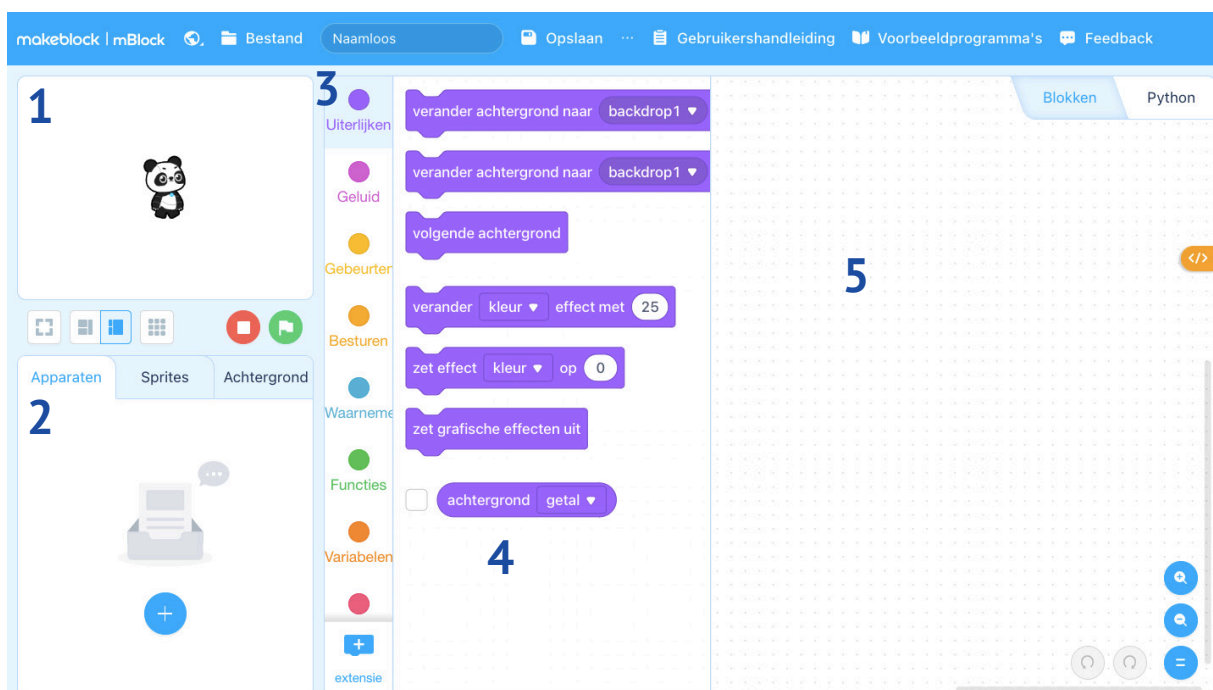 makeblock | mBlock Bestand Naamloos Opslaan ... Gebruikershandleiding Voorbeeldprogramma's Feedback
1
3
Uiterlijken
Geluid
Gebeurten
Besturen
Waarneme
Functies
Variabelen
extensie
verander achtergrond naar backdrop1
verander achtergrond naar backdrop1
volgende achtergrond
verander kleur effect met 25
zet effect kleur op 0
zet grafische effecten uit
achtergrond getal
4
Blokken Python
5
</>
Apparaten Sprites Achtergrond
2